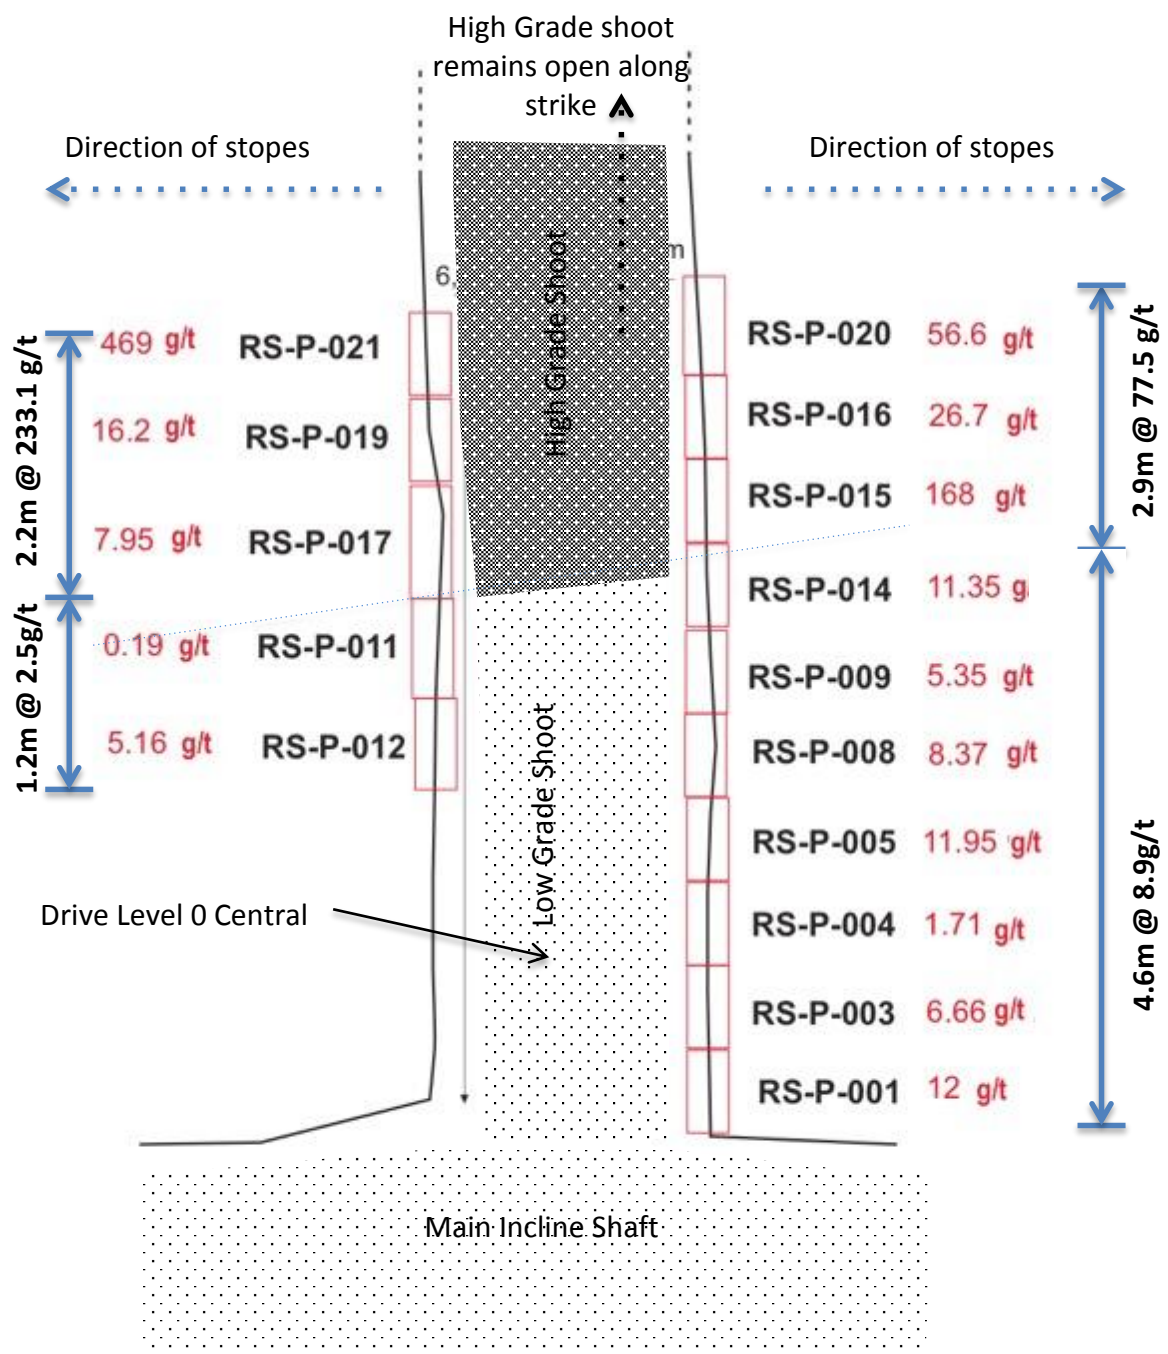 High Grade shoot
remains open along
strike
Direction of stopes
Direction of stopes
High Grade Shoot
6,
m
469 g/t RS-P-021
16.2 g/t RS-P-019
7.95 g/t RS-P-017
0.19 g/t RS-P-011
5.16 g/t RS-P-012
2.2m @ 233.1 g/t
1.2m @ 2.5g/t
RS-P-020 56.6 g/t
RS-P-016 26.7 g/t
RS-P-015 168 g/t
RS-P-014 11.35 g
RS-P-009 5.35 g/t
RS-P-008 8.37 g/t
RS-P-005 11.95 g/t
RS-P-004 1.71 g/t
RS-P-003 6.66 g/t
RS-P-001 12 g/t
2.9m @ 77.5 g/t
4.6m @ 8.9g/t
Low Grade Shoot
Drive Level 0 Central
Main Incline Shaft